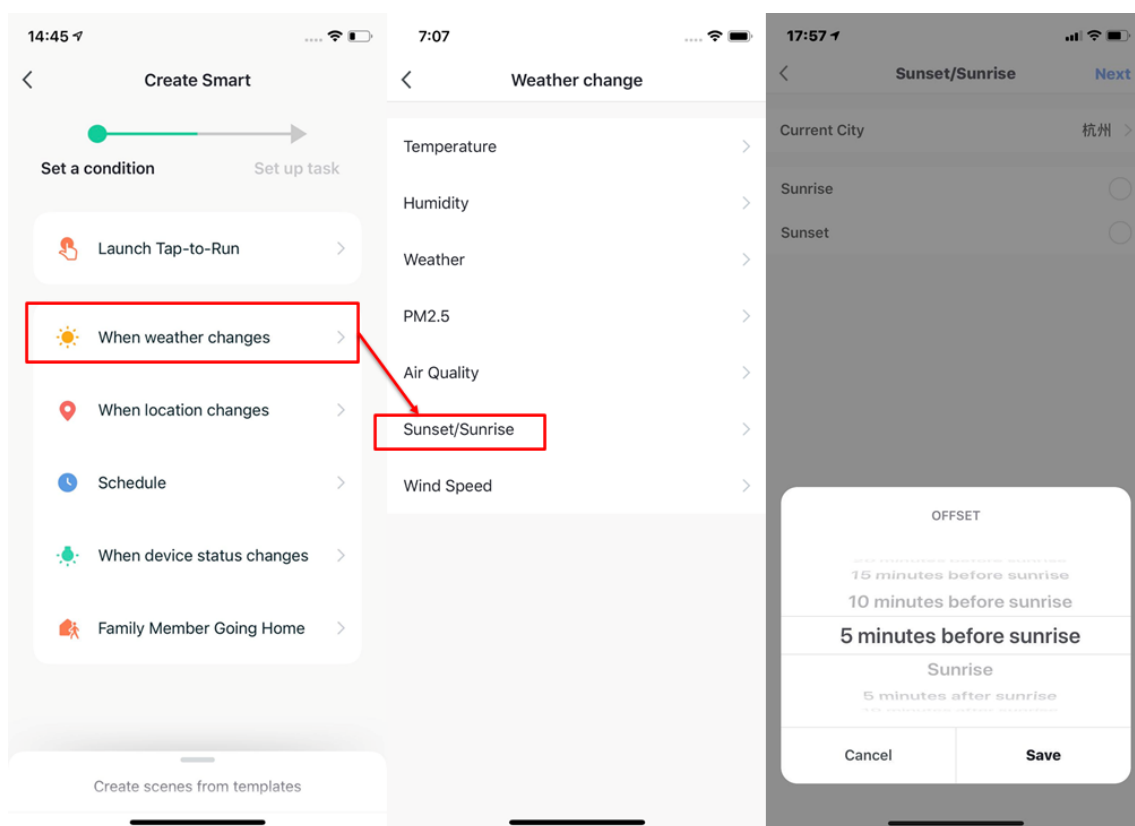 14:45
Create Smart
Set a condition
Set up task
Launch Tap-to-Run
When weather changes
When location changes
Schedule
When device status changes
Family Member Going Home
Create scenes from templates
7:07
Weather change
Temperature
Humidity
Weather
PM2.5
Air Quality
Sunset/Sunrise
Wind Speed
17:57
Sunset/Sunrise
Next
Current City
杭州
Sunrise
Sunset
OFFSET
15 minutes before sunrise
10 minutes before sunrise
5 minutes before sunrise
Sunrise
5 minutes after sunrise
Cancel
Save